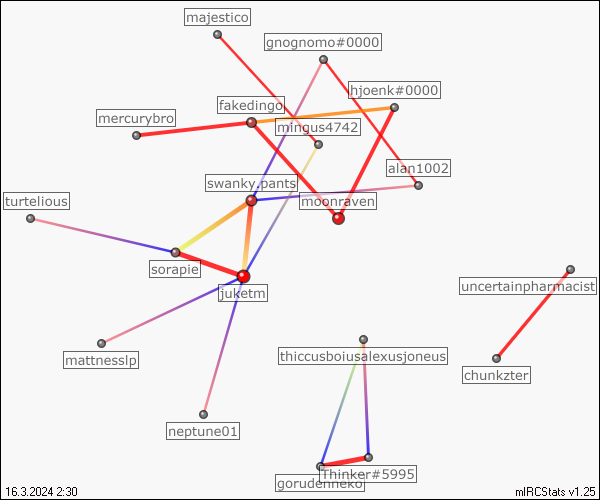 majestico
gnognomo#0000
hjoenk#0000
fakedingo
mercurybro
mingus4742
alan1002
swanky.pants
turtelious
moonraven
sorapie
uncertainpharmacist
juketm
thiccusboiusalexusjoneus
mattnesslp
chunkzter
neptune01
Thinker#5995
gorudenneko
16.3.2024 2:30
mIRCStats v1.25